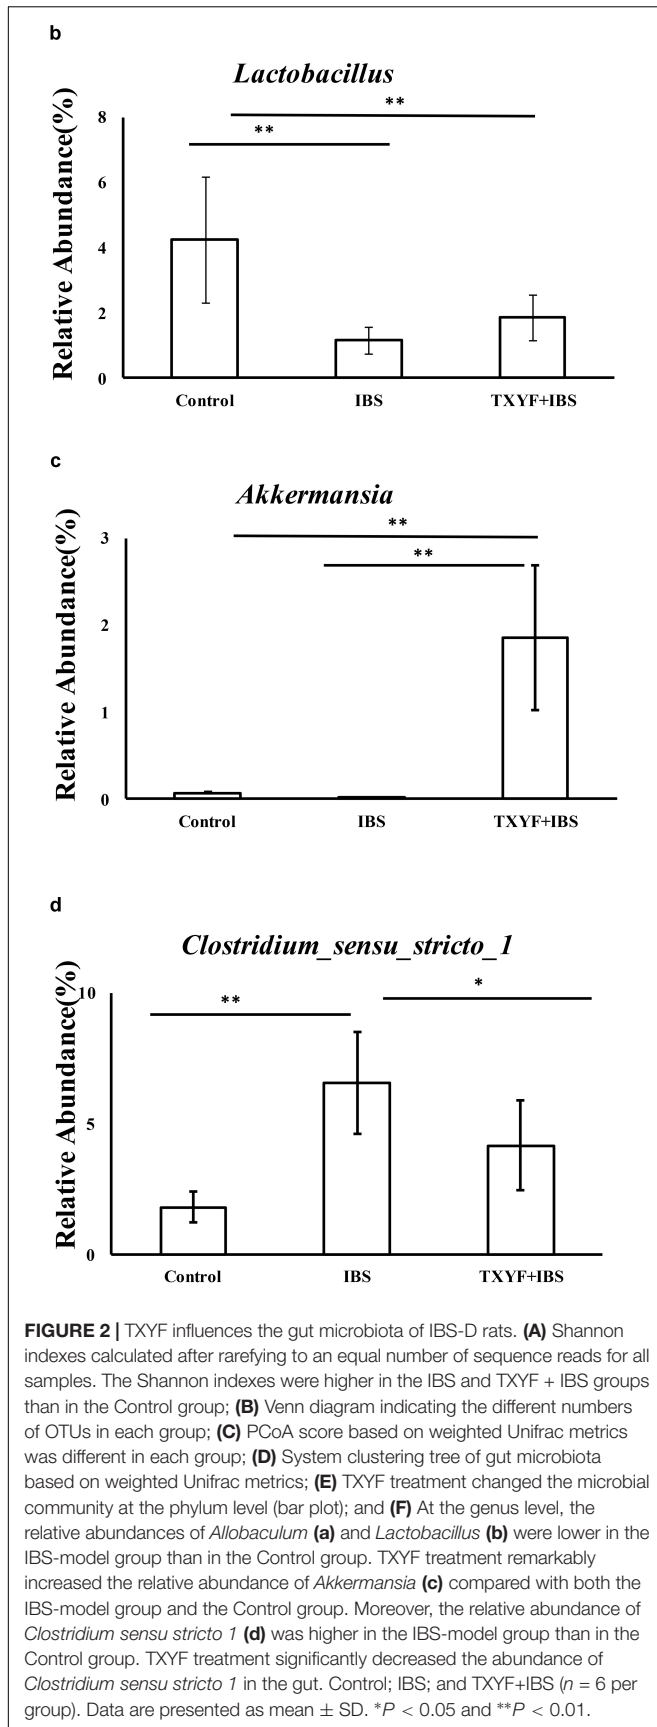 b
Lactobacillus
Relative Abundance(%)
8
6
4
2
0
**
**
Control IBS TXYF+IBS
c
Akkermansia
Relative Abundance(%)
3
2
1
0
**
**
Control IBS TXYF+IBS
d
Clostridium_sensu_stricto_1
Relative Abundance(%)
10
5
0
**
*
Control IBS TXYF+IBS
FIGURE 2 | TXYF influences the gut microbiota of IBS-D rats. (A) Shannon
indexes calculated after rarefying to an equal number of sequence reads for all
samples. The Shannon indexes were higher in the IBS and TXYF + IBS groups
than in the Control group; (B) Venn diagram indicating the different numbers
of OTUs in each group; (C) PCoA score based on weighted Unifrac metrics
was different in each group; (D) System clustering tree of gut microbiota
based on weighted Unifrac metrics; (E) TXYF treatment changed the microbial
community at the phylum level (bar plot); and (F) At the genus level, the
relative abundances of Allobaculum (a) and Lactobacillus (b) were lower in the
IBS-model group than in the Control group. TXYF treatment remarkably
increased the relative abundance of Akkermansia (c) compared with both the
IBS-model group and the Control group. Moreover, the relative abundance of
Clostridium sensu stricto 1 (d) was higher in the IBS-model group than in the
Control group. TXYF treatment significantly decreased the abundance of
Clostridium sensu stricto 1 in the gut. Control; IBS; and TXYF+IBS (n = 6 per
group). Data are presented as mean ± SD. *P < 0.05 and **P < 0.01.